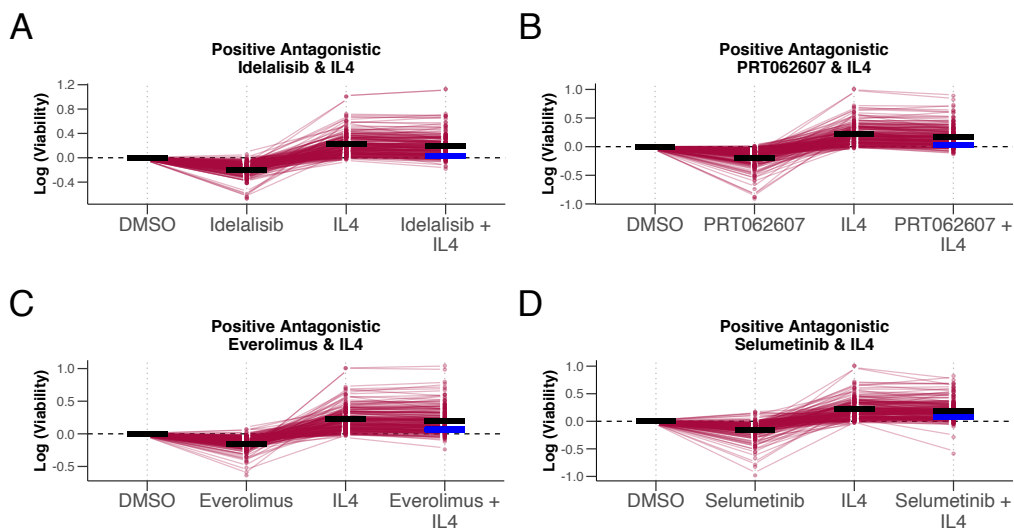 A
Positive Antagonistic
Idelalisib & IL4
Log (Viability)
1.2
0.8
0.4
0.0
-0.4
DMSO
Idelalisib
IL4
Idelalisib +
IL4
B
Positive Antagonistic
PRT062607 & IL4
Log (Viability)
1.0
0.5
0.0
-0.5
-1.0
DMSO
PRT062607
IL4
PRT062607 +
IL4
C
Positive Antagonistic
Everolimus & IL4
Log (Viability)
1.0
0.5
0.0
-0.5
DMSO
Everolimus
IL4
Everolimus +
IL4
D
Positive Antagonistic
Selumetinib & IL4
Log (Viability)
1.0
0.5
0.0
-0.5
-1.0
DMSO
Selumetinib
IL4
Selumetinib +
IL4